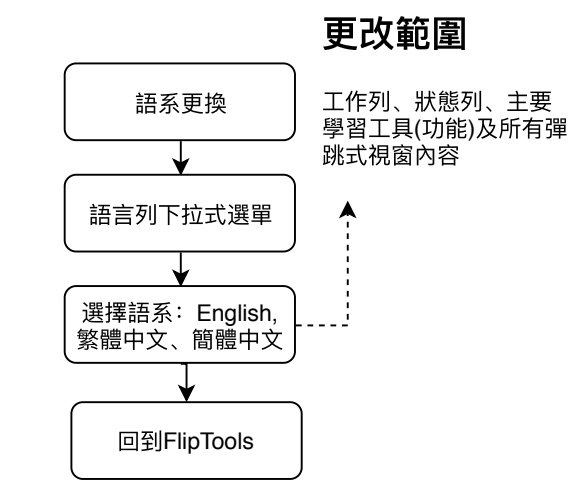 更改範圍
工作列、狀態列、主要
學習工具(功能)及所有彈
跳式視窗內容
語系更換
語言列下拉式選單
選擇語系：English,
繁體中文、簡體中文
回到FlipTools